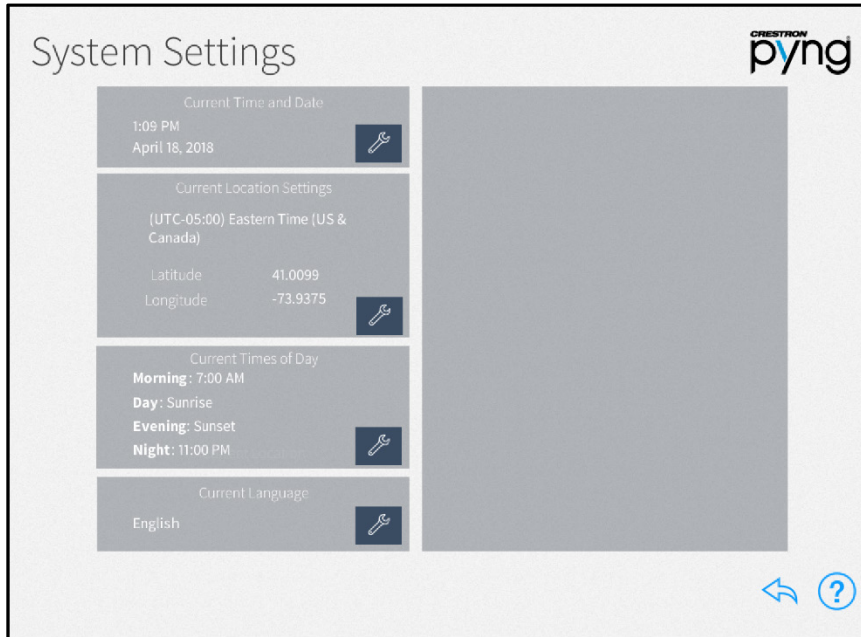 System Settings
CRESTRON
pyng
Current Time and Date
1:09 PM
April 18, 2018
Current Location Settings
(UTC-05:00) Eastern Time (US &
Canada)
Latitude 41.0099
Longitude -73.9375
Current Times of Day
Morning: 7:00 AM
Day: Sunrise
Evening: Sunset
Night: 11:00 PM
Current Language
English
?